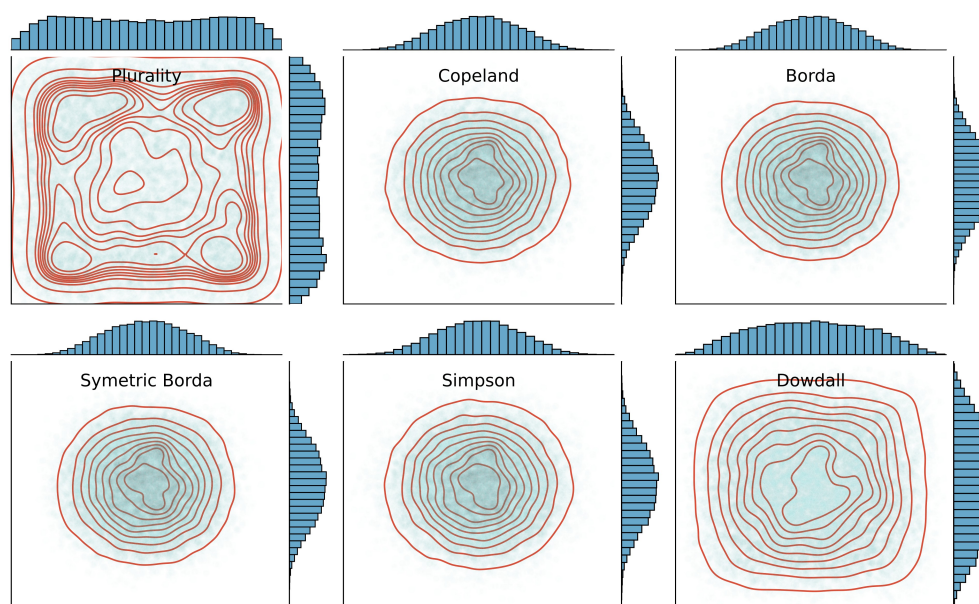 Plurality
Copeland
Borda
Symetric Borda
Simpson
Dowdall